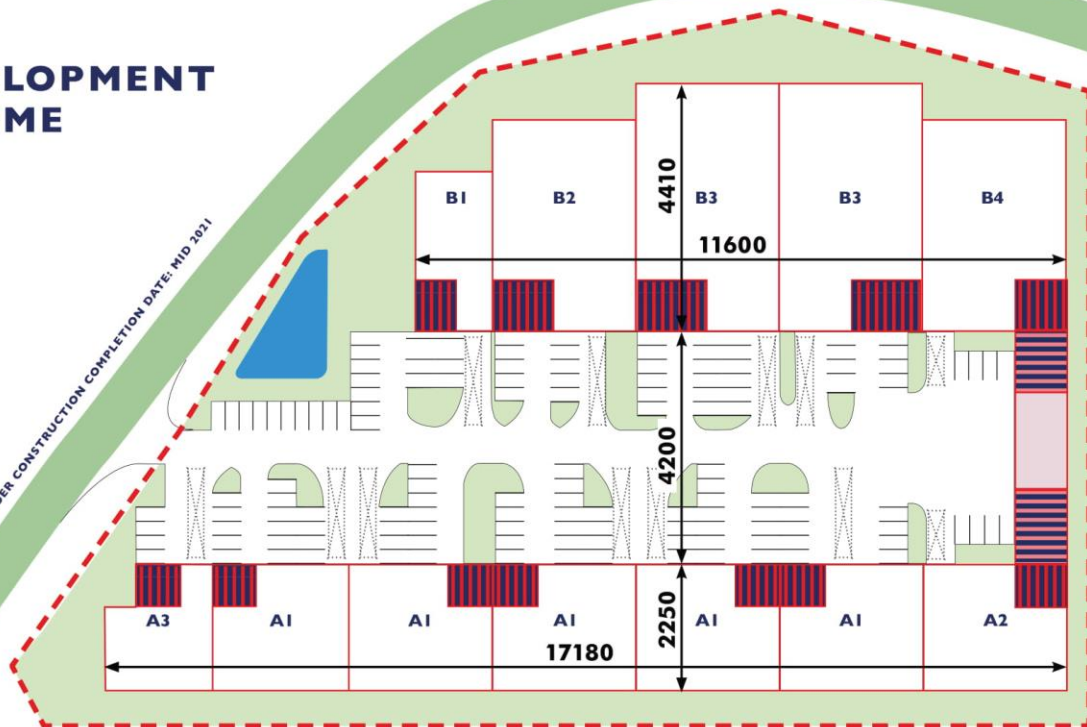 LOPMENT
ME
DER CONSTRUCTION COMPLETION DATE: MID 2021
B1
B2
4410
B3
B3
B4
11600
4200
A3
A1
A1
A1
2250
A1
A1
A2
17180